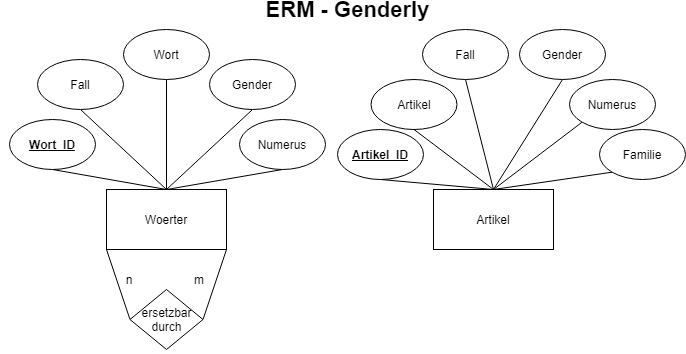 ERM - Genderly
Wort
Fall
Gender
Wort_ID
Numerus
Woerter
n
m
ersetzbar
durch
Fall
Gender
Artikel
Numerus
Artikel_ID
Familie
Artikel